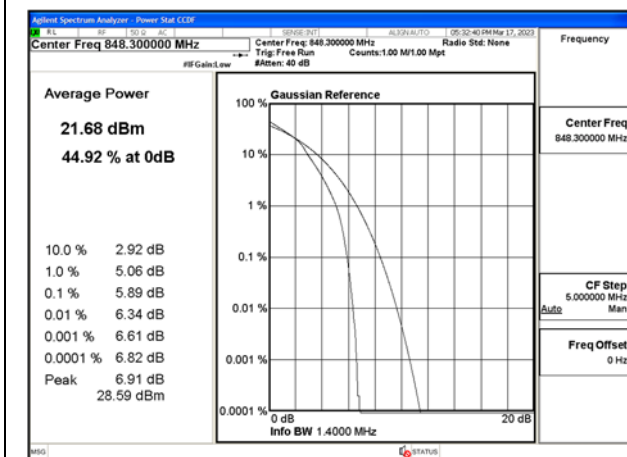 Agilent Spectrum Analyzer - Power Stat CCDF
RL RF 50 Ω AC SENSE:INT ALIGN AUTO 05:32:40 PM Mar 17, 2023
Center Freq 848.300000 MHz
Center Freq: 848.300000 MHz Radio Std: None
Trig: Free Run Counts:1.00 M/1.00 Mpt
#IFGain:Low #Atten: 40 dB
Frequency
Average Power
21.68 dBm
44.92 % at 0dB
10.0 % 2.92 dB
1.0 % 5.06 dB
0.1 % 5.89 dB
0.01 % 6.34 dB
0.001 % 6.61 dB
0.0001 % 6.82 dB
Peak 6.91 dB
28.59 dBm
Gaussian Reference
100 %
10 %
1 %
0.1 %
0.01 %
0.001 %
0.0001 %
0 dB 20 dB
Info BW 1.4000 MHz
Center Freq
848.300000 MHz
CF Step
5.000000 MHz
Auto Man
Freq Offset
0 Hz
MSG STATUS